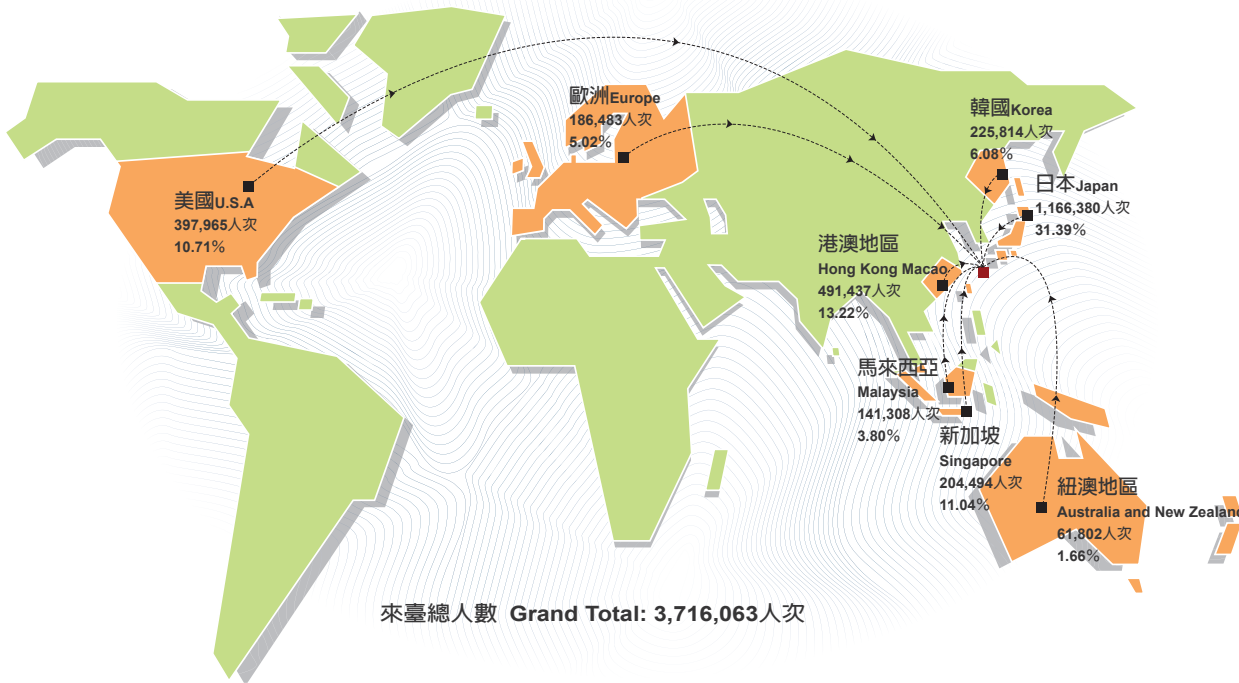 歐洲Europe
186,483人次
5.02%
韓國Korea
225,814人次
6.08%
美國U.S.A
397,965人次
10.71%
日本Japan
1,166,380人次
31.39%
港澳地區
Hong Kong Macao
491,437人次
13.22%
馬來西亞
Malaysia
141,308人次
3.80%
新加坡
Singapore
204,494人次
11.04%
紐澳地區
Australia and New Zealand
61,802人次
1.66%
來臺總人數 Grand Total: 3,716,063人次